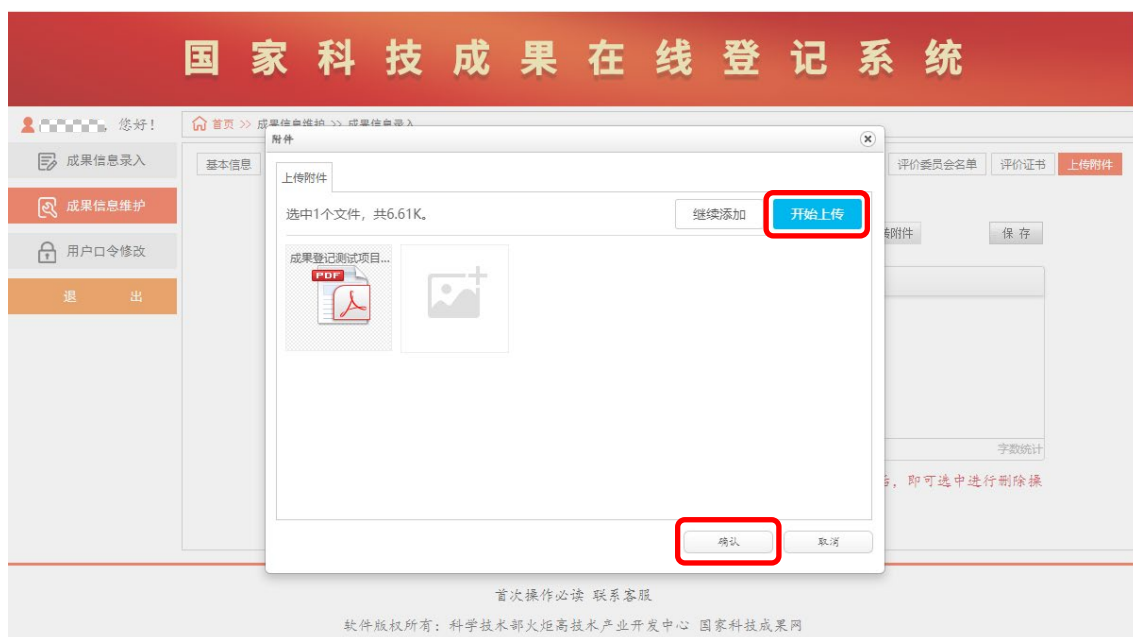 国家科技成果在线登记系统
您好！
首页 >> 成果信息维护 >> 成果信息录入
成果信息录入
成果信息维护
用户口令修改
退 出
基本信息
评价委员会名单
评价证书
上传附件
附件
上传附件
选中1个文件，共6.61K。
继续添加
开始上传
成果登记测试项目...
PDF
附件
保 存
字数统计
，即可选中进行删除操
确认
取消
首次操作必读 联系客服
软件版权所有：科学技术部火炬高技术产业开发中心 国家科技成果网